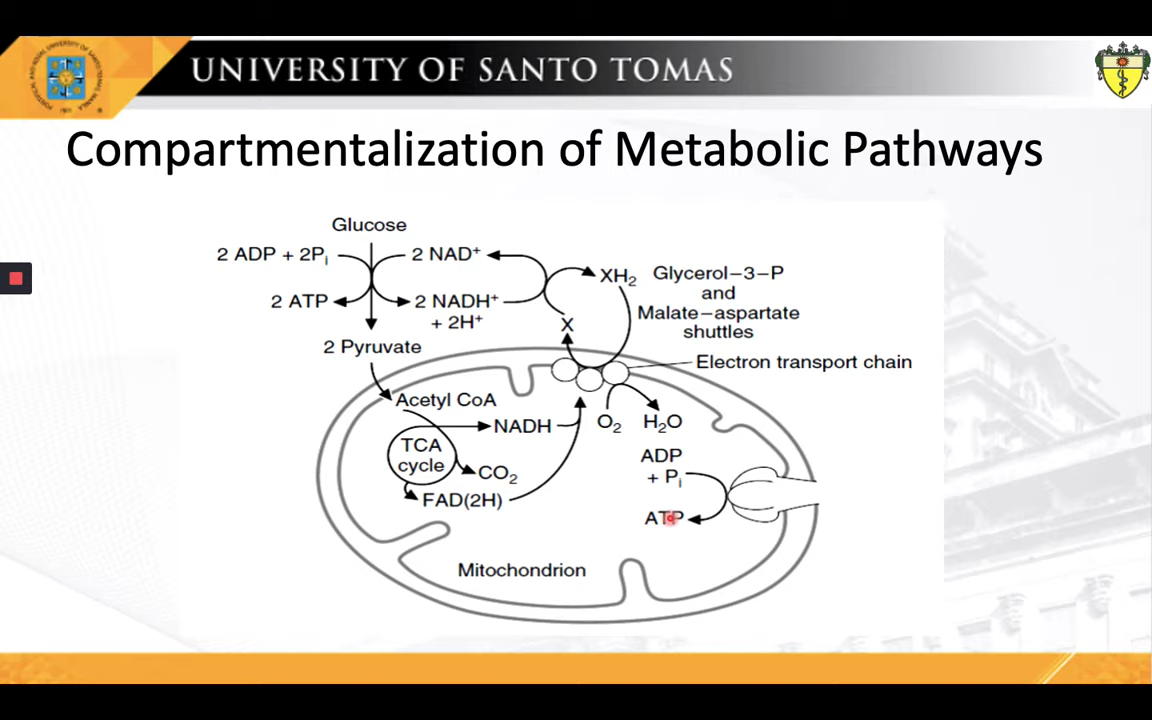 UNIVERSITY OF SANTO TOMAS
Compartmentalization of Metabolic Pathways
Glucose
2 ADP + 2Pi
2 NAD+
2 ATP
2 NADH+
+ 2H+
XH2
Glycerol–3–P
and
Malate–aspartate
shuttles
X
2 Pyruvate
Electron transport chain
Acetyl CoA
NADH
O2
H2O
TCA
cycle
CO2
FAD(2H)
ADP
+ Pi
ATP
Mitochondrion